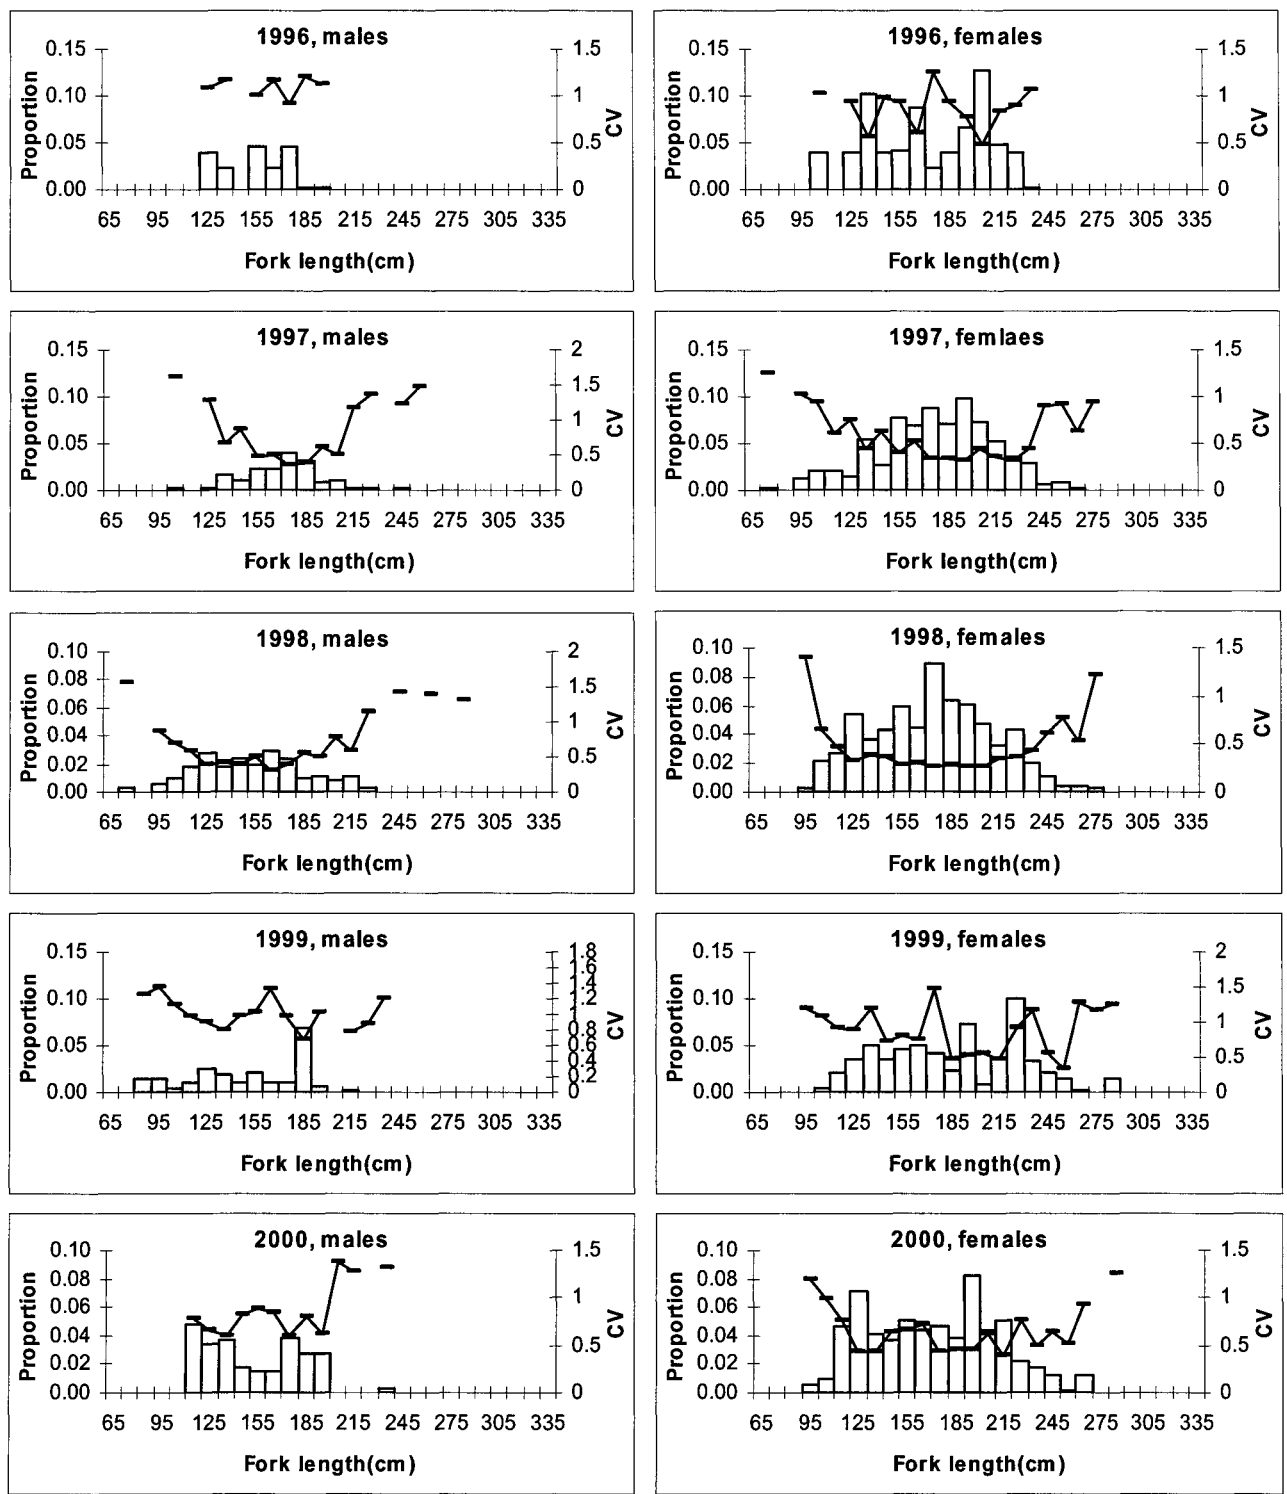 1996, males
0.15 1.5
0.10 1
0.05 0.5
0.00 0
Proportion
CV
65 95 125 155 185 215 245 275 305 335
Fork length(cm)
1996, females
0.15 1.5
0.10 1
0.05 0.5
0.00 0
Proportion
CV
65 95 125 155 185 215 245 275 305 335
Fork length(cm)
1997, males
0.15 2
0.10 1.5
1
0.05 0.5
0.00 0
Proportion
CV
65 95 125 155 185 215 245 275 305 335
Fork length(cm)
1997, femlaes
0.15 1.5
0.10 1
0.05 0.5
0.00 0
Proportion
CV
65 95 125 155 185 215 245 275 305 335
Fork length(cm)
1998, males
0.10 2
0.08 1.5
0.06
0.04 1
0.02 0.5
0.00 0
Proportion
CV
65 95 125 155 185 215 245 275 305 335
Fork length(cm)
1998, females
0.10 1.5
0.08
0.06 1
0.04
0.02 0.5
0.00 0
Proportion
CV
65 95 125 155 185 215 245 275 305 335
Fork length(cm)
1999, males
0.15 1.8
1.6
1.4
0.10 1.2
1.0
0.8
0.05 0.6
0.4
0.2
0.00 0
Proportion
CV
65 95 125 155 185 215 245 275 305 335
Fork length(cm)
1999, females
0.15 2
0.10 1.5
1
0.05 0.5
0.00 0
Proportion
CV
65 95 125 155 185 215 245 275 305 335
Fork length(cm)
2000, males
0.10 1.5
0.08
0.06 1
0.04
0.02 0.5
0.00 0
Proportion
CV
65 95 125 155 185 215 245 275 305 335
Fork length(cm)
2000, females
0.10 1.5
0.08
0.06 1
0.04
0.02 0.5
0.00 0
Proportion
CV
65 95 125 155 185 215 245 275 305 335
Fork length(cm)